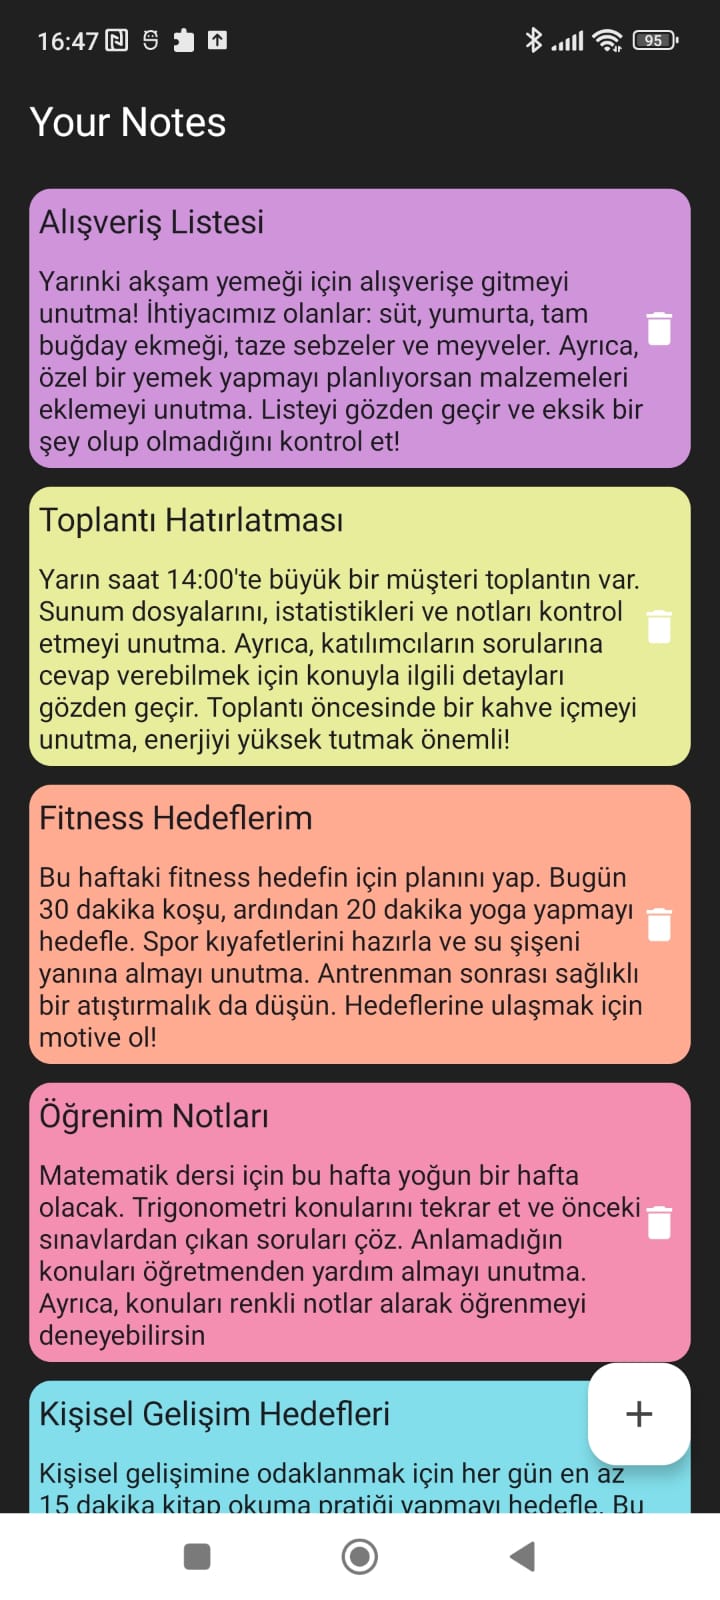 16:47
95
Your Notes
Alışveriş Listesi
Yarınki akşam yemeği için alışverişe gitmeyi
unutma! İhtiyacımız olanlar: süt, yumurta, tam
buğday ekmeği, taze sebzeler ve meyveler. Ayrıca,
özel bir yemek yapmayı planlıyorsan malzemeleri
eklemeyi unutma. Listeyi gözden geçir ve eksik bir
şey olup olmadığını kontrol et!
Toplantı Hatırlatması
Yarın saat 14:00'te büyük bir müşteri toplantın var.
Sunum dosyalarını, istatistikleri ve notları kontrol
etmeyi unutma. Ayrıca, katılımcıların sorularına
cevap verebilmek için konuyla ilgili detayları
gözden geçir. Toplantı öncesinde bir kahve içmeyi
unutma, enerjiyi yüksek tutmak önemli!
Fitness Hedeflerim
Bu haftaki fitness hedefin için planını yap. Bugün
30 dakika koşu, ardından 20 dakika yoga yapmayı
hedefle. Spor kıyafetlerini hazırla ve su şişeni
yanına almayı unutma. Antrenman sonrası sağlıklı
bir atıştırmalık da düşün. Hedeflerine ulaşmak için
motive ol!
Öğrenim Notları
Matematik dersi için bu hafta yoğun bir hafta
olacak. Trigonometri konularını tekrar et ve önceki
sınavlardan çıkan soruları çöz. Anlamadığın
konuları öğretmenden yardım almayı unutma.
Ayrıca, konuları renkli notlar alarak öğrenmeyi
deneyebilirsin
Kişisel Gelişim Hedefleri
Kişisel gelişimine odaklanmak için her gün en az
15 dakika kitap okuma pratiği yapmayı hedefle. Bu